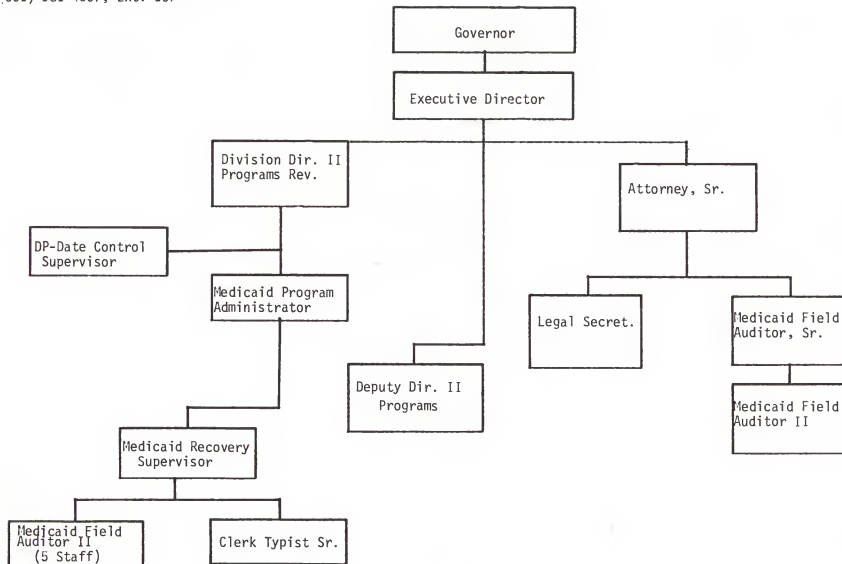 Governor
Executive Director
Division Dir. II
Programs Rev.
Attorney, Sr.
DP-Date Control
Supervisor
Medicaid Program
Administrator
Legal Secret.
Medicaid Field
Auditor, Sr.
Deputy Dir. II
Programs
Medicaid Field
Auditor II
Medicaid Recovery
Supervisor
Medicaid Field
Auditor II
(5 Staff)
Clerk Typist Sr.